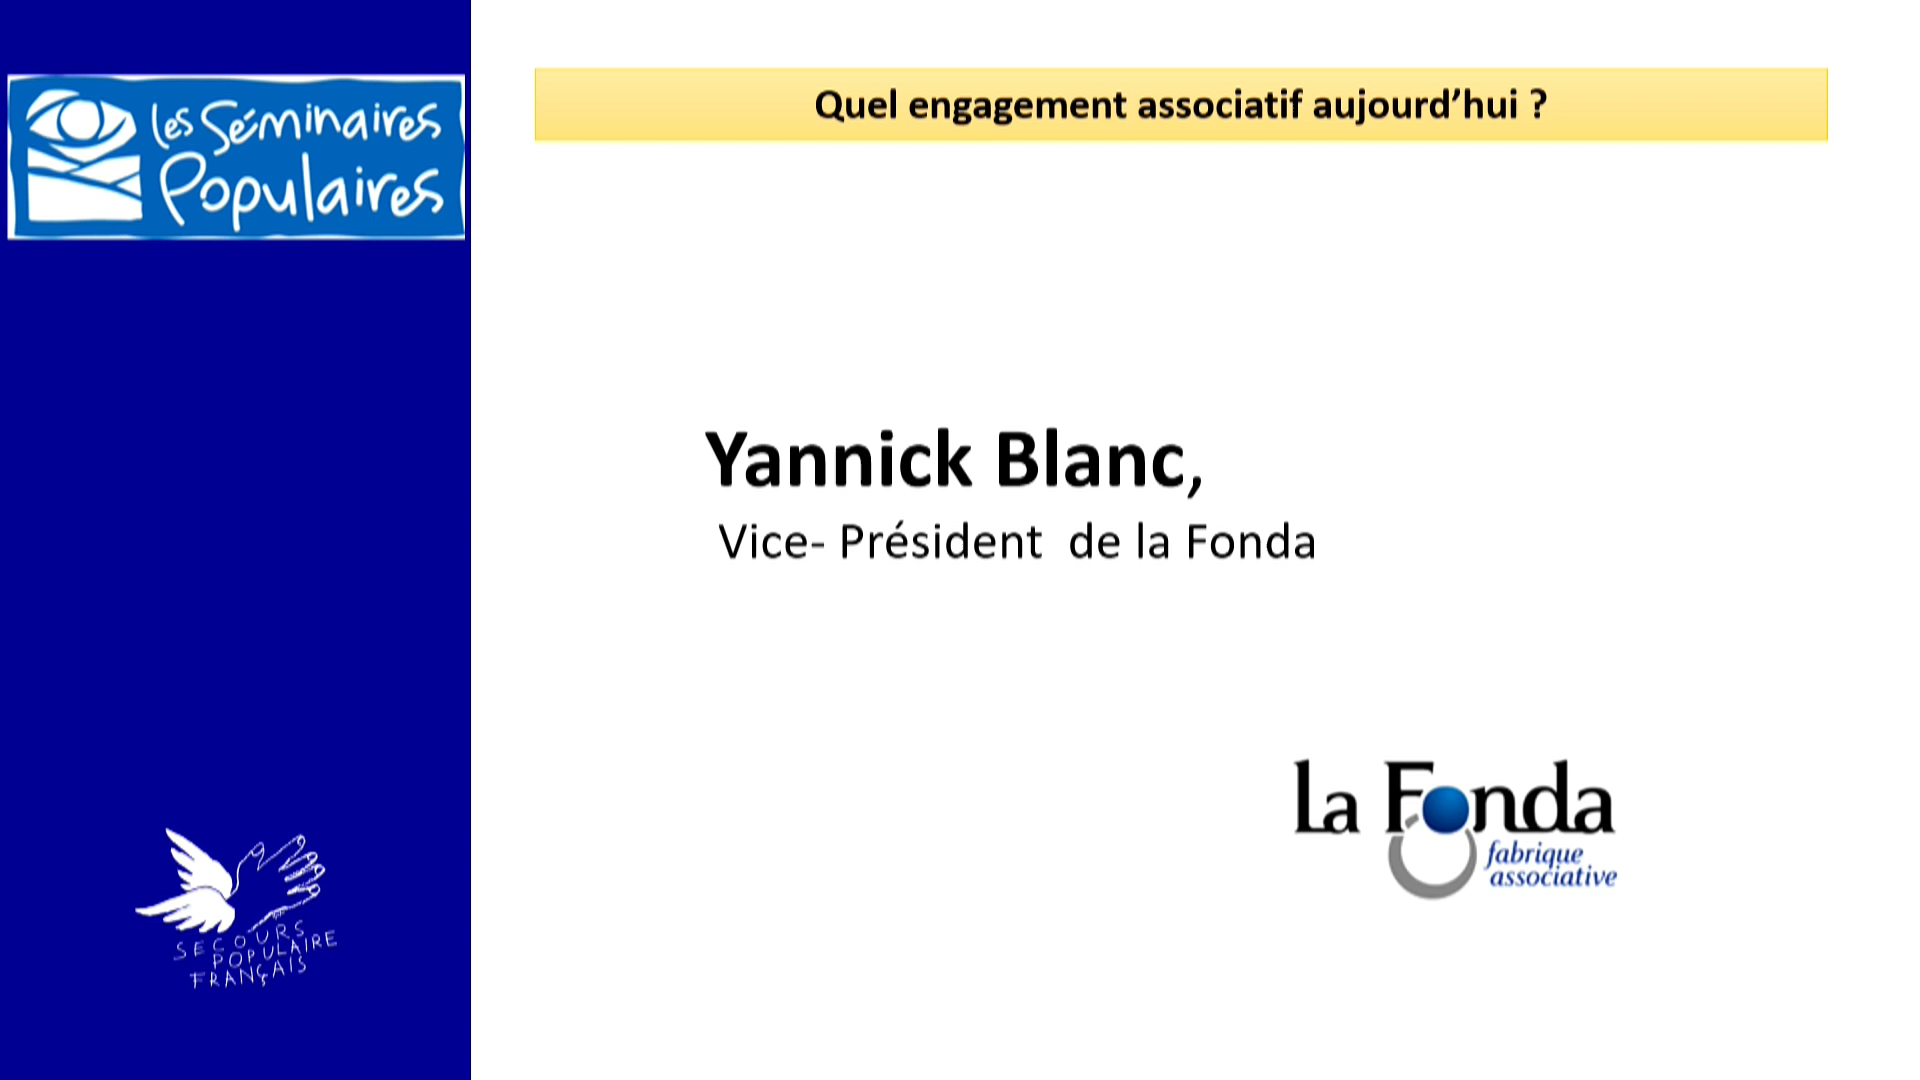 les Séminaires
Populaires
Quel engagement associatif aujourd’hui ?
Yannick Blanc,
Vice- Président  de la Fonda
la Fonda
fabrique
associative
SECOURS
POPULAIRE
FRANÇAIS